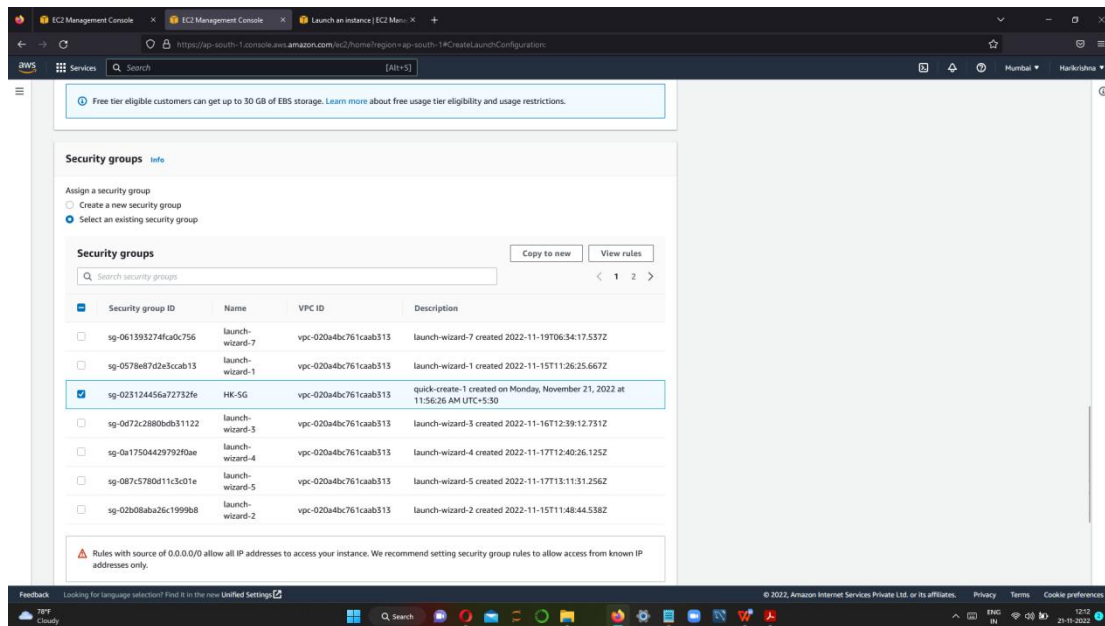 EC2 Management Console
EC2 Management Console
Launch an instance | EC2 Mana
https://ap-south-1.console.aws.amazon.com/ec2/home?region=ap-south-1#CreateLaunchConfiguration:
aws
Services
Search
[Alt+S]
Mumbai
Harikrishna
Free tier eligible customers can get up to 30 GB of EBS storage. Learn more about free usage tier eligibility and usage restrictions.
Security groups Info
Assign a security group
Create a new security group
Select an existing security group
Security groups
Copy to new
View rules
Search security groups
1 2
Security group ID Name VPC ID Description
sg-061393274fca0c756 launch-wizard-7 vpc-020a4bc761caab313 launch-wizard-7 created 2022-11-19T06:34:17.537Z
sg-0578e87d2e3ccab13 launch-wizard-1 vpc-020a4bc761caab313 launch-wizard-1 created 2022-11-15T11:26:25.667Z
sg-023124456a72732fe HK-SG vpc-020a4bc761caab313 quick-create-1 created on Monday, November 21, 2022 at 11:56:26 AM UTC+5:30
sg-0d72c2880bdb31122 launch-wizard-3 vpc-020a4bc761caab313 launch-wizard-3 created 2022-11-16T12:39:12.731Z
sg-0a17504429792f0ae launch-wizard-4 vpc-020a4bc761caab313 launch-wizard-4 created 2022-11-17T12:40:26.125Z
sg-087c5780d11c3c01e launch-wizard-5 vpc-020a4bc761caab313 launch-wizard-5 created 2022-11-17T13:11:31.256Z
sg-02b08aba26c1999b8 launch-wizard-2 vpc-020a4bc761caab313 launch-wizard-2 created 2022-11-15T11:48:44.538Z
Rules with source of 0.0.0.0/0 allow all IP addresses to access your instance. We recommend setting security group rules to allow access from known IP
addresses only.
Feedback Looking for language selection? Find it in the new Unified Settings
© 2022, Amazon Internet Services Private Ltd. or its affiliates. Privacy Terms Cookie preferences
78°F
Cloudy
Search
ENG
IN
12:12
21-11-2022
2